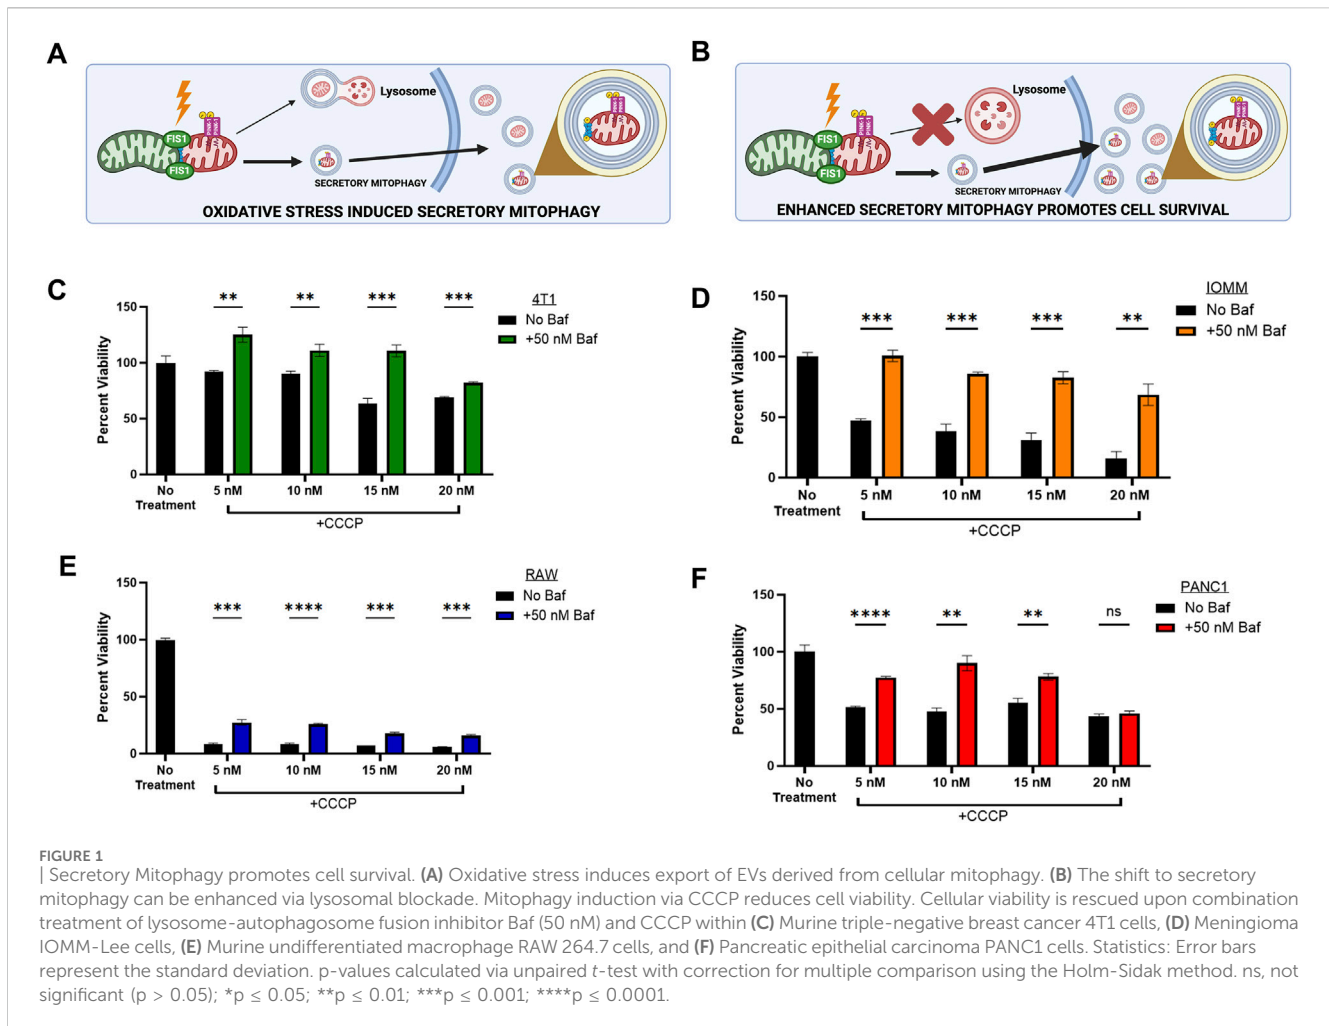 A
Lysosome
FIS1
FIS1
SECRETORY MITOPHAGY
OXIDATIVE STRESS INDUCED SECRETORY MITOPHAGY
B
Lysosome
FIS1
FIS1
SECRETORY MITOPHAGY
ENHANCED SECRETORY MITOPHAGY PROMOTES CELL SURVIVAL
C
4T1
No Baf
+50 nM Baf
** ** *** ***
Percent Viability
150
100
50
0
No Treatment
5 nM 10 nM 15 nM 20 nM
+CCCP
D
IOMM
No Baf
+50 nM Baf
*** *** *** **
Percent Viability
150
100
50
0
No Treatment
5 nM 10 nM 15 nM 20 nM
+CCCP
E
RAW
No Baf
+50 nM Baf
*** **** *** ***
Percent Viability
150
100
50
0
No Treatment
5 nM 10 nM 15 nM 20 nM
+CCCP
F
PANC1
No Baf
+50 nM Baf
**** ** ** ns
Percent Viability
150
100
50
0
No Treatment
5 nM 10 nM 15 nM 20 nM
+CCCP
FIGURE 1
| Secretory Mitophagy promotes cell survival. (A) Oxidative stress induces export of EVs derived from cellular mitophagy. (B) The shift to secretory
mitophagy can be enhanced via lysosomal blockade. Mitophagy induction via CCCP reduces cell viability. Cellular viability is rescued upon combination
treatment of lysosome-autophagosome fusion inhibitor Baf (50 nM) and CCCP within (C) Murine triple-negative breast cancer 4T1 cells, (D) Meningioma
IOMM-Lee cells, (E) Murine undifferentiated macrophage RAW 264.7 cells, and (F) Pancreatic epithelial carcinoma PANC1 cells. Statistics: Error bars
represent the standard deviation. p-values calculated via unpaired t-test with correction for multiple comparison using the Holm-Sidak method. ns, not
significant (p > 0.05); *p ≤ 0.05; **p ≤ 0.01; ***p ≤ 0.001; ****p ≤ 0.0001.